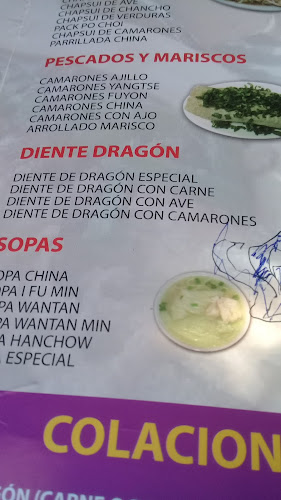 CHAPSUI DE AVE
CHAPSUI DE CHANCHO
CHAPSUI DE VERDURAS
PACK PO CHOI
CHAPSUI DE CAMARONES
PARRILLADA CHINA
PESCADOS Y MARISCOS
CAMARONES AJILLO
CAMARONES YANGTSE
CAMARONES FUYON
CAMARONES CHINA
CAMARONES CON AJO
ARROLLADO MARISCO
DIENTE DRAGÓN
DIENTE DE DRAGÓN ESPECIAL
DIENTE DE DRAGÓN CON CARNE
DIENTE DE DRAGÓN CON AVE
DIENTE DE DRAGÓN CON CAMARONES
SOPAS
OPA CHINA
OPA I FU MIN
PA WANTAN
PA WANTAN MIN
A HANCHOW
A ESPECIAL
COLACION